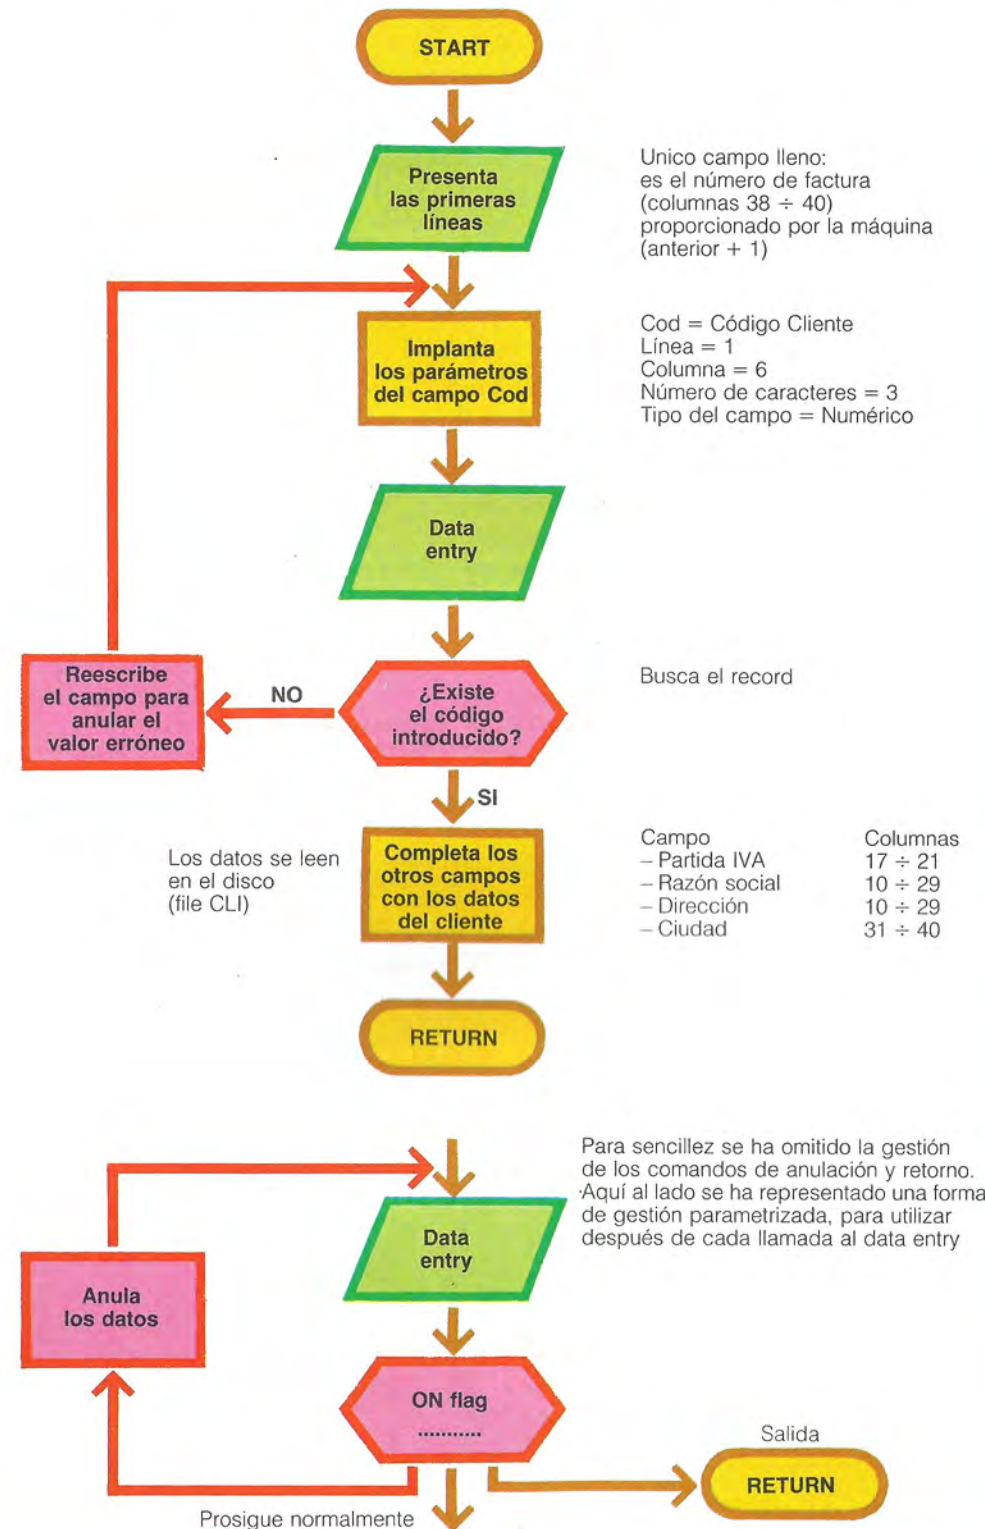 START
Presenta
las primeras
líneas
Unico campo lleno:
es el número de factura
(columnas 38 ÷ 40)
proporcionado por la máquina
(anterior + 1)
Implanta
los parámetros
del campo Cod
Cod = Código Cliente
Línea = 1
Columna = 6
Número de caracteres = 3
Tipo del campo = Numérico
Data
entry
Reescribe
el campo para
anular el
valor erróneo
NO
¿Existe
el código
introducido?
Busca el record
SI
Los datos se leen
en el disco
(file CLI)
Completa los
otros campos
con los datos
del cliente
Campo Columnas
– Partida IVA 17 ÷ 21
– Razón social 10 ÷ 29
– Dirección 10 ÷ 29
– Ciudad 31 ÷ 40
RETURN
Para sencillez se ha omitido la gestión
de los comandos de anulación y retorno.
Aquí al lado se ha representado una forma
de gestión parametrizada, para utilizar
después de cada llamada al data entry
Data
entry
Anula
los datos
ON flag
...........
Salida
RETURN
Prosigue normalmente